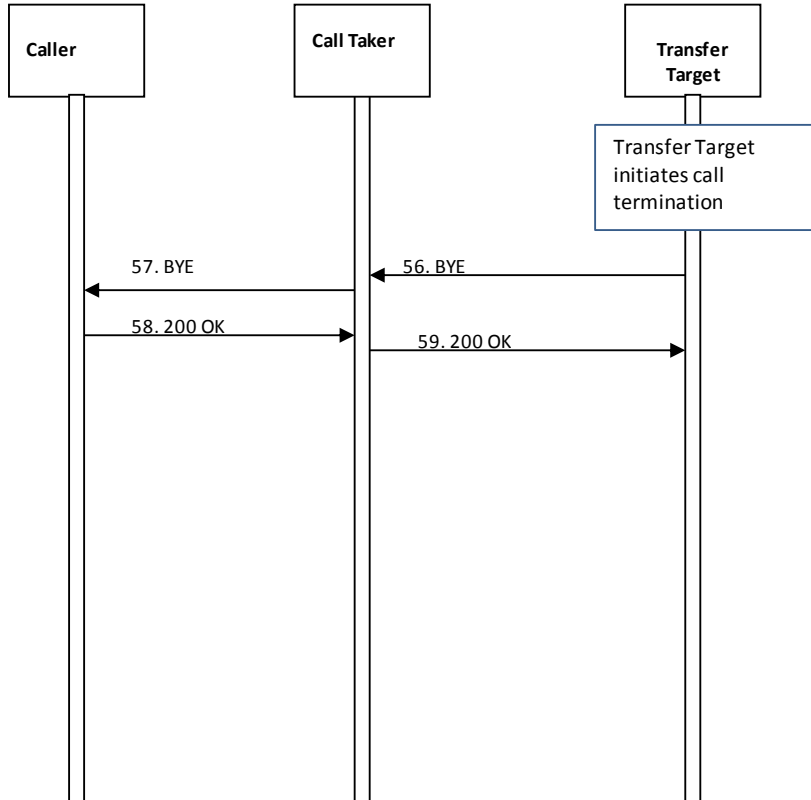 Caller
Call Taker
Transfer
Target
Transfer Target
initiates call
termination
57. BYE
56. BYE
58. 200 OK
59. 200 OK